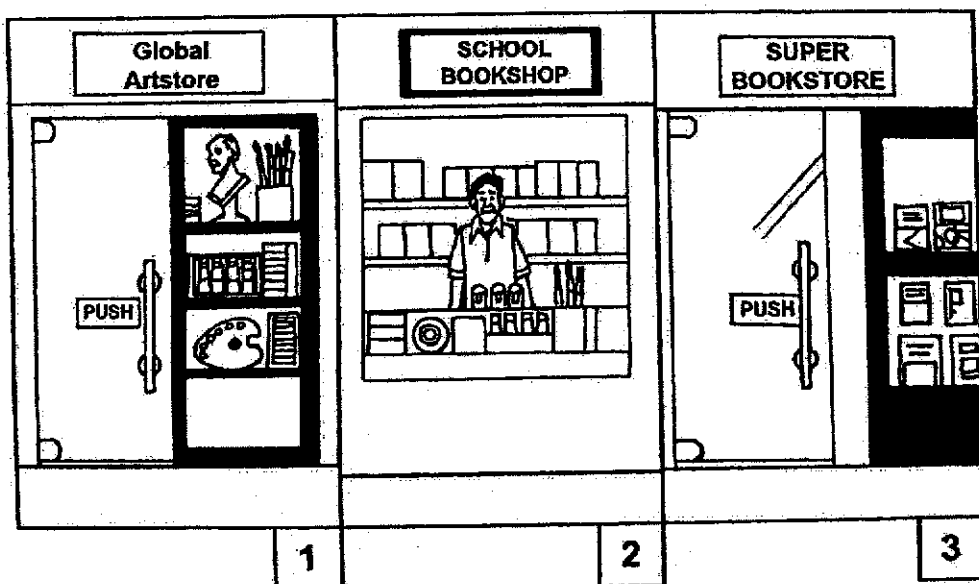 Global
Artstore
SCHOOL
BOOKSHOP
SUPER
BOOKSTORE
PUSH
PUSH
1
2
3